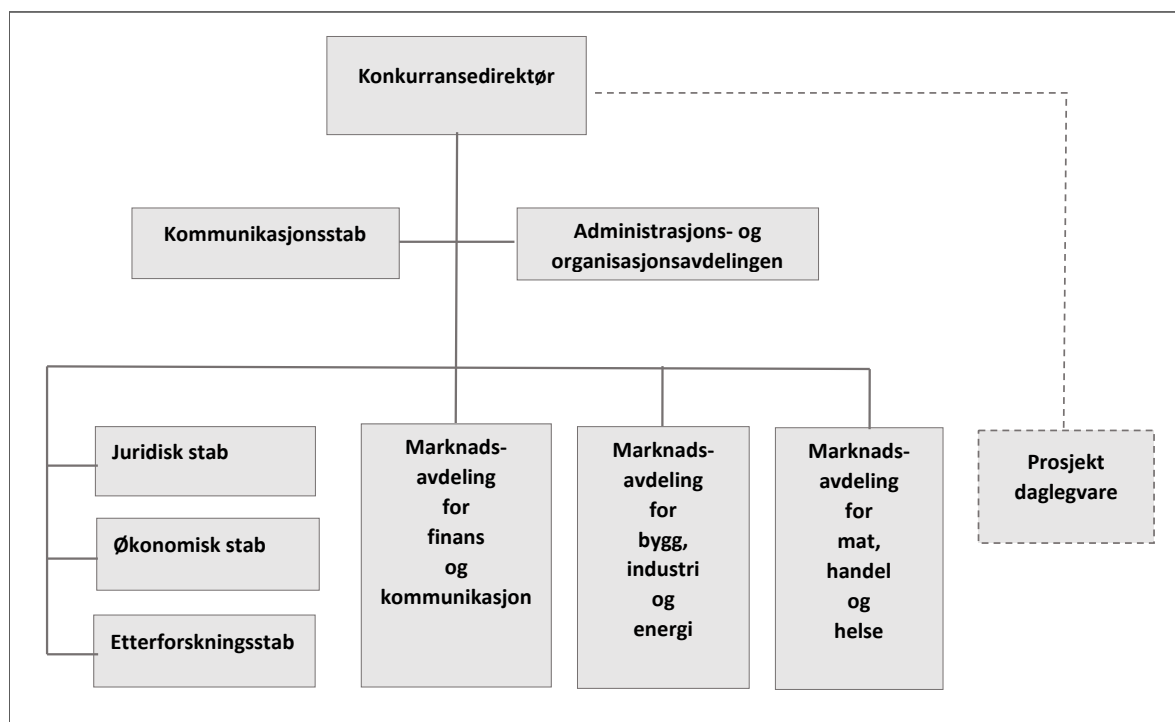 Konkurransedirektør
Kommunikasjonsstab
Administrasjons- og
organisasjonsavdelingen
Juridisk stab
Økonomisk stab
Etterforskningsstab
Marknads-
avdeling
for
finans
og
kommunikasjon
Marknads-
avdeling
for
bygg,
industri
og
energi
Marknads-
avdeling
for
mat,
handel
og
helse
Prosjekt
daglegvare